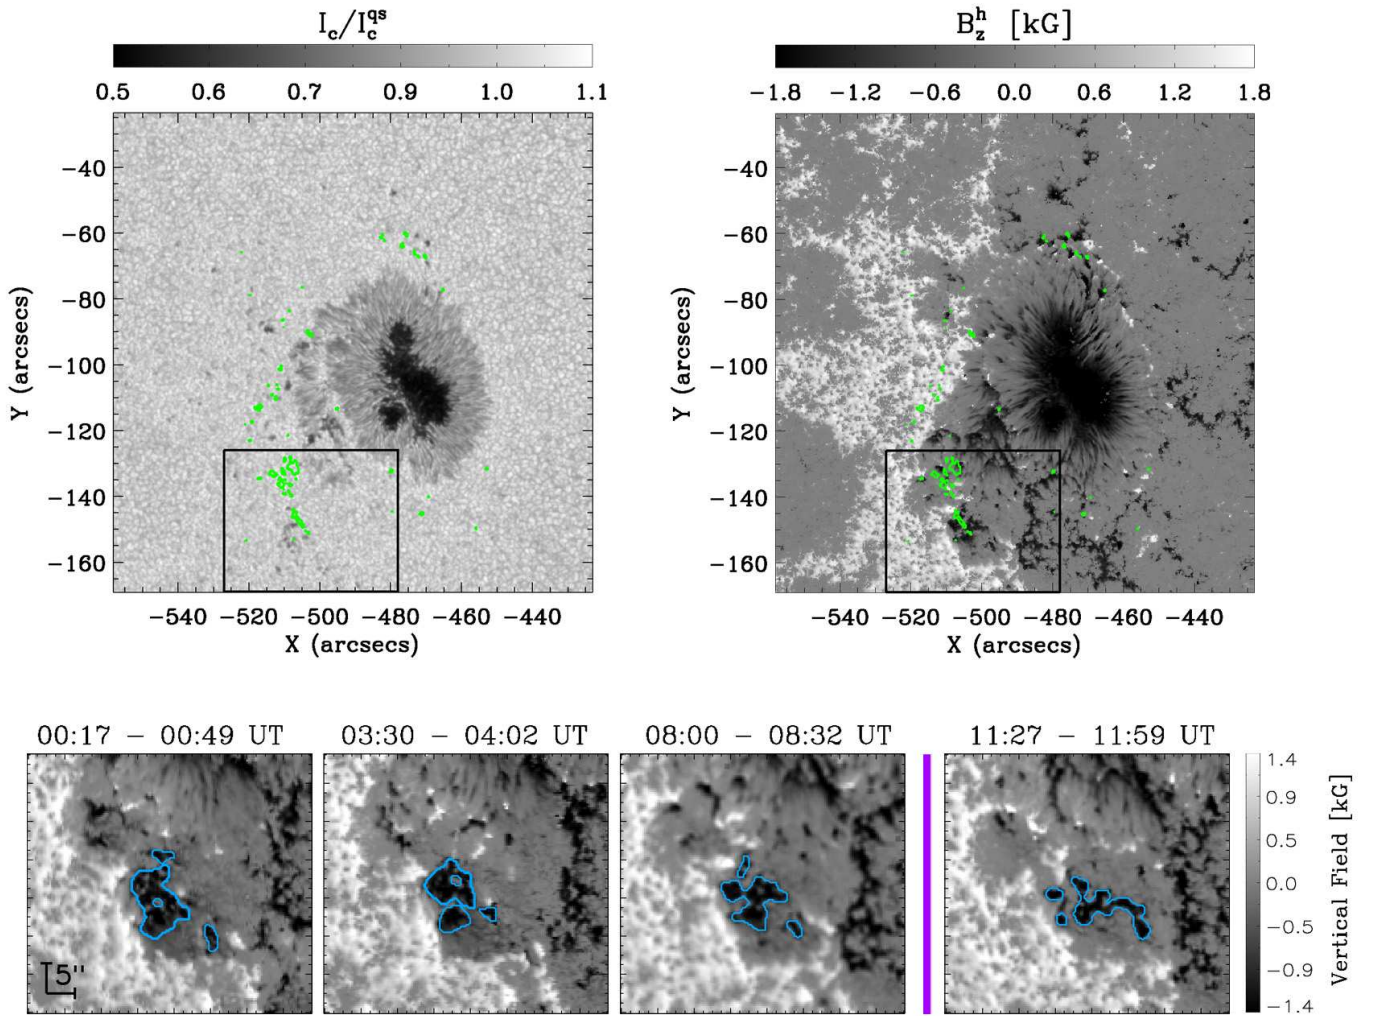 I_c/I_c^qs
0.5 0.6 0.7 0.9 1.0 1.1
−40
−60
−80
−100
−120
−140
−160
Y (arcsecs)
−540 −520 −500 −480 −460 −440
X (arcsecs)
B_z^h [kG]
−1.8 −1.2 −0.6 0.0 0.6 1.2 1.8
−40
−60
−80
−100
−120
−140
−160
Y (arcsecs)
−540 −520 −500 −480 −460 −440
X (arcsecs)
00:17 − 00:49 UT
03:30 − 04:02 UT
08:00 − 08:32 UT
11:27 − 11:59 UT
5''
1.4
0.9
0.5
0.0
−0.5
−0.9
−1.4
Vertical Field [kG]